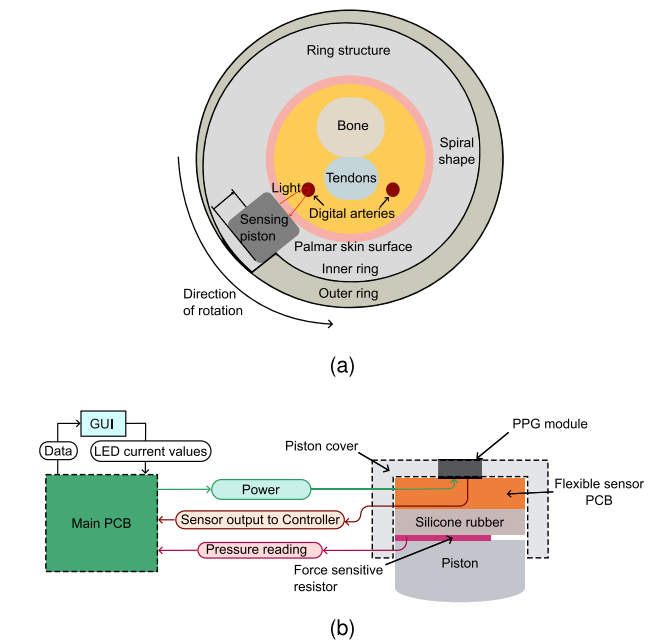 Ring structure
Bone
Spiral
shape
Tendons
Light
Digital arteries
Sensing
piston
Palmar skin surface
Inner ring
Direction
of rotation
Outer ring
(a)
GUI
PPG module
Piston cover
Data
LED current values
Flexible sensor
PCB
Power
Main PCB
Sensor output to Controller
Silicone rubber
Pressure reading
Force sensitive
resistor
Piston
(b)